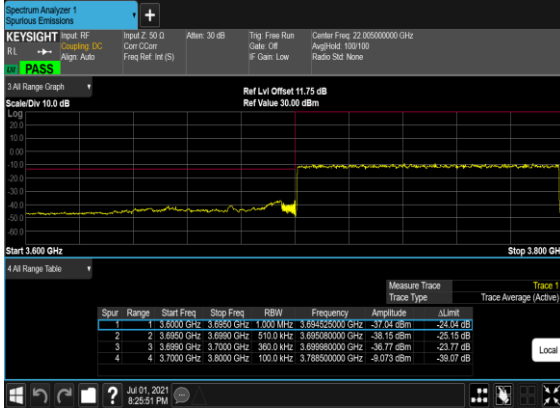 Spectrum Analyzer 1
Spurious Emissions
+
KEYSIGHT Input: RF Input Z: 50 Ω Atten: 30 dB Trig: Free Run Center Freq: 22.005000000 GHz
RL Coupling: DC Corr CCorr Gate: Off Avg|Hold: 100/100
Align: Auto Freq Ref: Int (S) IF Gain: Low Radio Std: None
PASS
3 All Range Graph
Ref Lvl Offset 11.75 dB
Scale/Div 10.0 dB Ref Value 30.00 dBm
Log
20.0
10.0
0.00
-10.0
-20.0
-30.0
-40.0
-50.0
-60.0
Start 3.600 GHz Stop 3.800 GH
4 All Range Table
Measure Trace Trace 1
Trace Type Trace Average (Active)
Spur Range Start Freq Stop Freq RBW Frequency Amplitude ΔLimit
1 1 3.6000 GHz 3.6950 GHz 1.000 MHz 3.694525000 GHz -37.04 dBm -24.04 dB
2 2 3.6950 GHz 3.6990 GHz 510.0 kHz 3.695080000 GHz -38.15 dBm -25.15 dB
3 3 3.6990 GHz 3.7000 GHz 360.0 kHz 3.699980000 GHz -36.77 dBm -23.77 dB
4 4 3.7000 GHz 3.8000 GHz 100.0 kHz 3.788500000 GHz -9.073 dBm -39.07 dB
Local
? Jul 01, 2021
8:25:51 PM